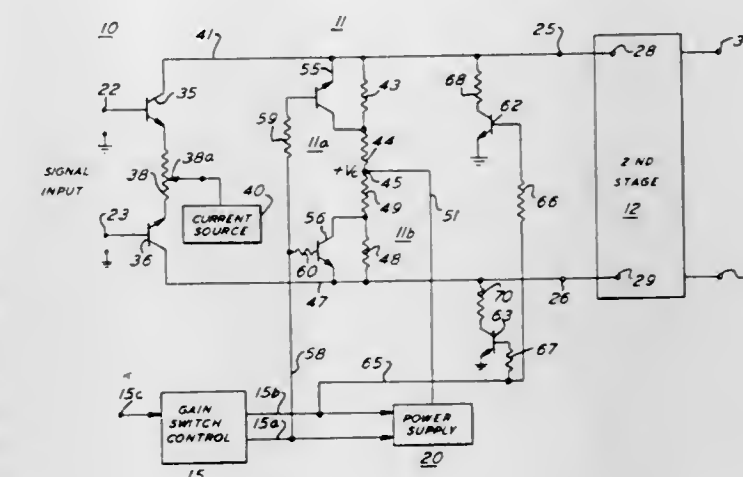 10
11
41
25
28
3
22
35
55
43
68
62
59
11a
44
SIGNAL
INPUT
38
38a
+Vc
45
51
66
2 ND
STAGE
12
23
CURRENT
SOURCE
40
56
49
11b
36
60
48
47
26
29
70
63
67
58
65
15c
GAIN
SWITCH
CONTROL
15b
15a
POWER
SUPPLY
15
20